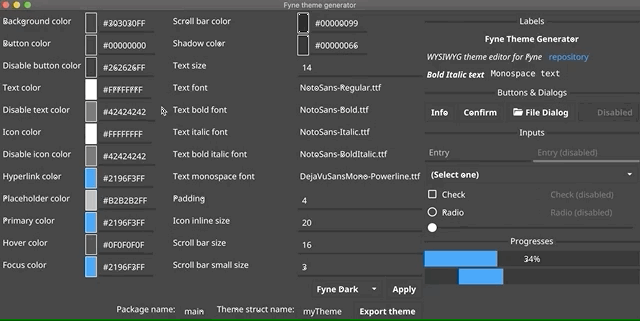 Fyne theme generator
Background color #303030FF Scroll bar color #00000099 Labels
Button color #00000000 Shadow color #00000066 Fyne Theme Generator
Disable button color #262626FF Text size 14 WYSIWYG theme editor for Fyne repository
Text color #FFFFFFFF Text font NotoSans-Regular.ttf Bold Italic text Monospace text
Disable text color #42424242 Text bold font NotoSans-Bold.ttf Buttons & Dialogs
Icon color #FFFFFFFF Text italic font NotoSans-Italic.ttf Info Confirm File Dialog Disabled
Disable icon color #42424242 Text bold italic font NotoSans-BoldItalic.ttf Inputs
Hyperlink color #2196F3FF Text monospace font DejaVuSansMono-Powerline.ttf Entry Entry (disabled)
Placeholder color #B2B2B2FF Padding 4 (Select one)
Primary color #2196F3FF Icon inline size 20 Check Check (disabled)
Hover color #0F0F0F0F Scroll bar size 16 Radio Radio (disabled)
Focus color #2196F3FF Scroll bar small size 3 Progresses
34%
Fyne Dark Apply
Package name: main Theme struct name: myTheme Export theme